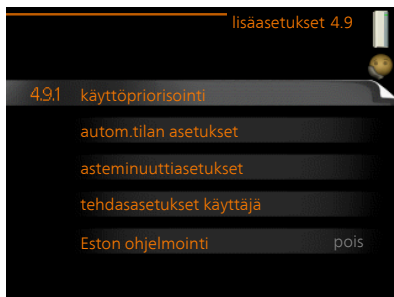 lisäasetukset 4.9
4.9.1 käyttöpriorisointi
autom.tilan asetukset
asteminuuttiasetukset
tehdasasetukset käyttäjä
Eston ohjelmointi pois